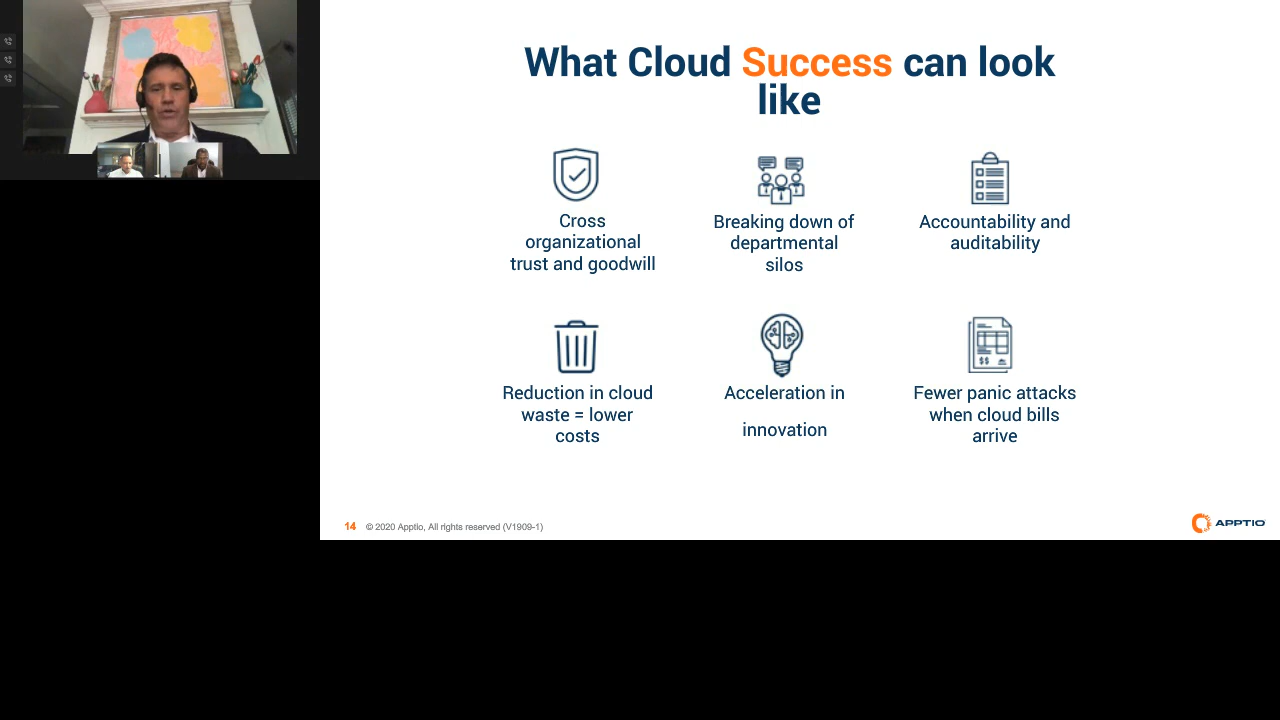 What Cloud Success can look
like
Cross
organizational
trust and goodwill
Breaking down of
departmental
silos
Accountability and
auditability
Reduction in cloud
waste = lower
costs
Acceleration in
innovation
$$
Fewer panic attacks
when cloud bills
arrive
14 © 2020 Apptio, All rights reserved (V1909-1)
APPTIO